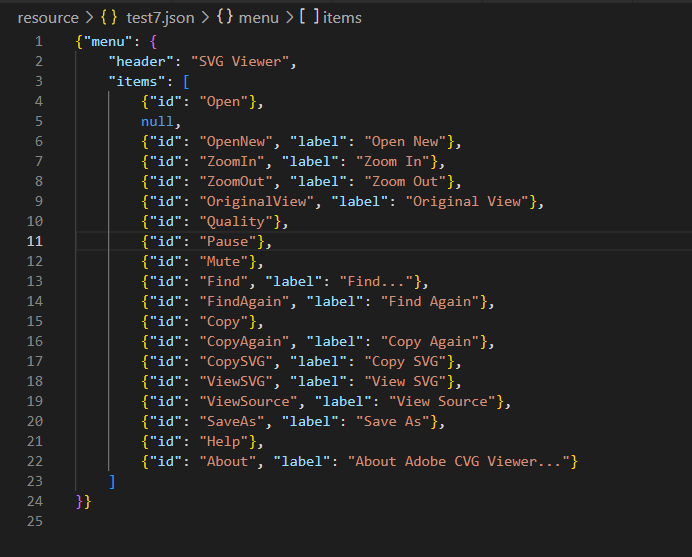 resource > {} test7.json > {} menu > [ ] items
1 {"menu": {
2 "header": "SVG Viewer",
3 "items": [
4 {"id": "Open"},
5 null,
6 {"id": "OpenNew", "label": "Open New"},
7 {"id": "ZoomIn", "label": "Zoom In"},
8 {"id": "ZoomOut", "label": "Zoom Out"},
9 {"id": "OriginalView", "label": "Original View"},
10 {"id": "Quality"},
11 {"id": "Pause"},
12 {"id": "Mute"},
13 {"id": "Find", "label": "Find..."},
14 {"id": "FindAgain", "label": "Find Again"},
15 {"id": "Copy"},
16 {"id": "CopyAgain", "label": "Copy Again"},
17 {"id": "CopySVG", "label": "Copy SVG"},
18 {"id": "ViewSVG", "label": "View SVG"},
19 {"id": "ViewSource", "label": "View Source"},
20 {"id": "SaveAs", "label": "Save As"},
21 {"id": "Help"},
22 {"id": "About", "label": "About Adobe CVG Viewer..."}
23 ]
24 }}
25